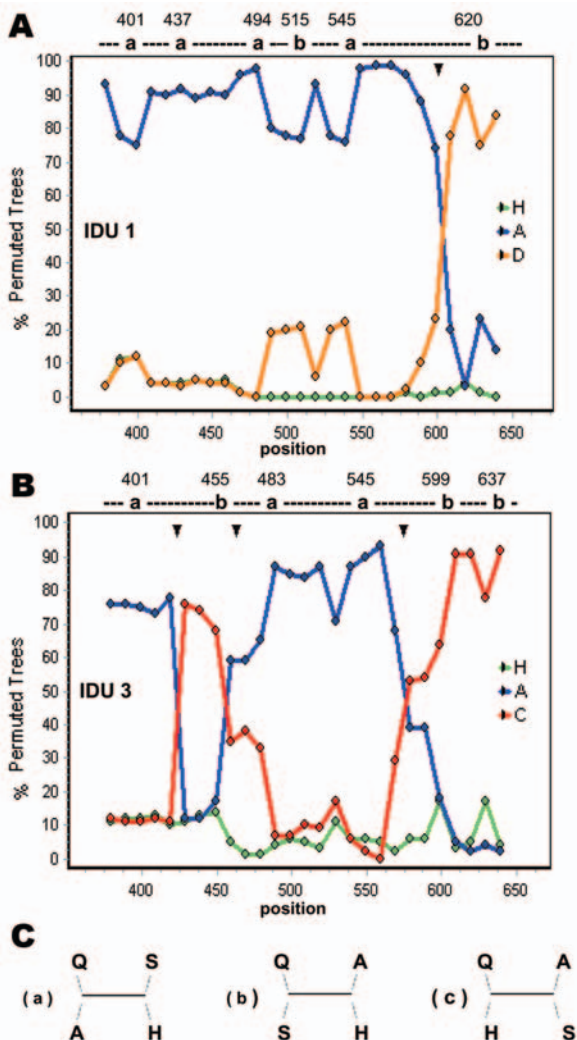 A
401 437 494 515 545 620
---- a ---- a -------- a -- b ---- a ------------ b ----
100
90
80
70
60
50
40
30
20
10
0
% Permuted Trees
IDU 1
H
A
D
400 450 500 550 600 650
position
B
401 455 483 545 599 637
--- a -------- b ---- a --------- a -------- b ---- b -
100
90
80
70
60
50
40
30
20
10
0
% Permuted Trees
IDU 3
H
A
C
400 450 500 550 600 650
position
C
Q S Q A Q A
( a ) ( b ) ( c )
A H S H H S